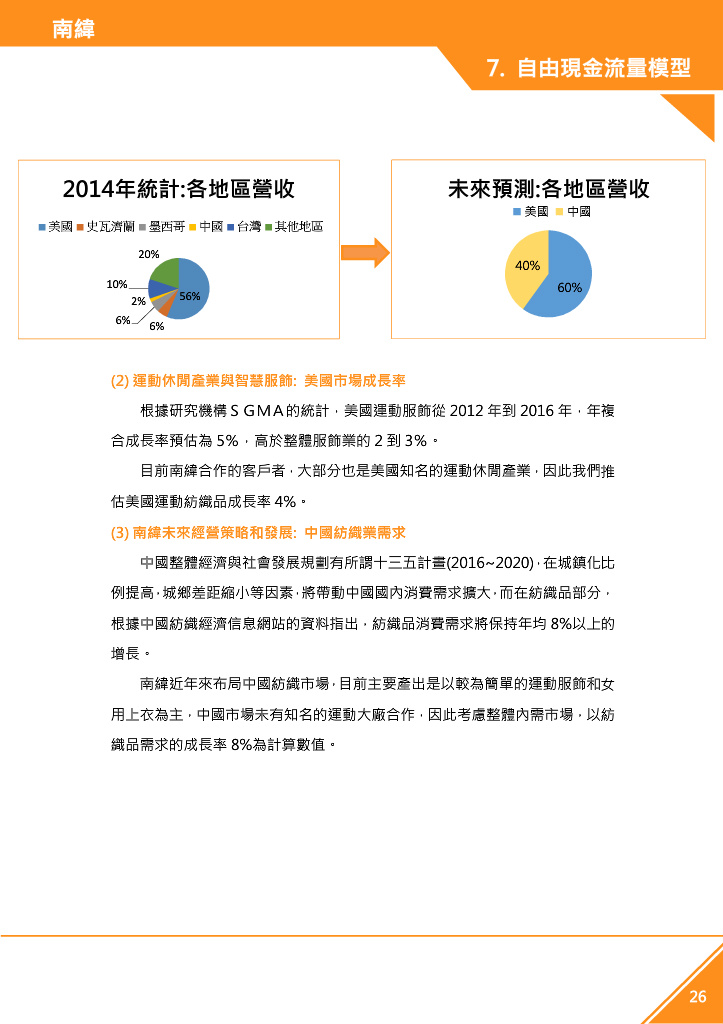 南緯
7. 自由現金流量模型
2014年統計:各地區營收
美國 史瓦濟蘭 墨西哥 中國 台灣 其他地區
20%
10%
2%
56%
6%
6%
未來預測:各地區營收
美國 中國
40%
60%
(2) 運動休閒產業與智慧服飾: 美國市場成長率
根據研究機構ＳＧＭＡ的統計，美國運動服飾從 2012 年到 2016 年，年複
合成長率預估為 5%，高於整體服飾業的 2 到 3%。
目前南緯合作的客戶者，大部分也是美國知名的運動休閒產業，因此我們推
估美國運動紡織品成長率 4%。
(3) 南緯未來經營策略和發展: 中國紡織業需求
中國整體經濟與社會發展規劃有所謂十三五計畫(2016~2020)，在城鎮化比
例提高，城鄉差距縮小等因素，將帶動中國國內消費需求擴大，而在紡織品部分，
根據中國紡織經濟信息網站的資料指出，紡織品消費需求將保持年均 8%以上的
增長。
南緯近年來布局中國紡織市場，目前主要產出是以較為簡單的運動服飾和女
用上衣為主，中國市場未有知名的運動大廠合作，因此考慮整體內需市場，以紡
織品需求的成長率 8%為計算數值。
26